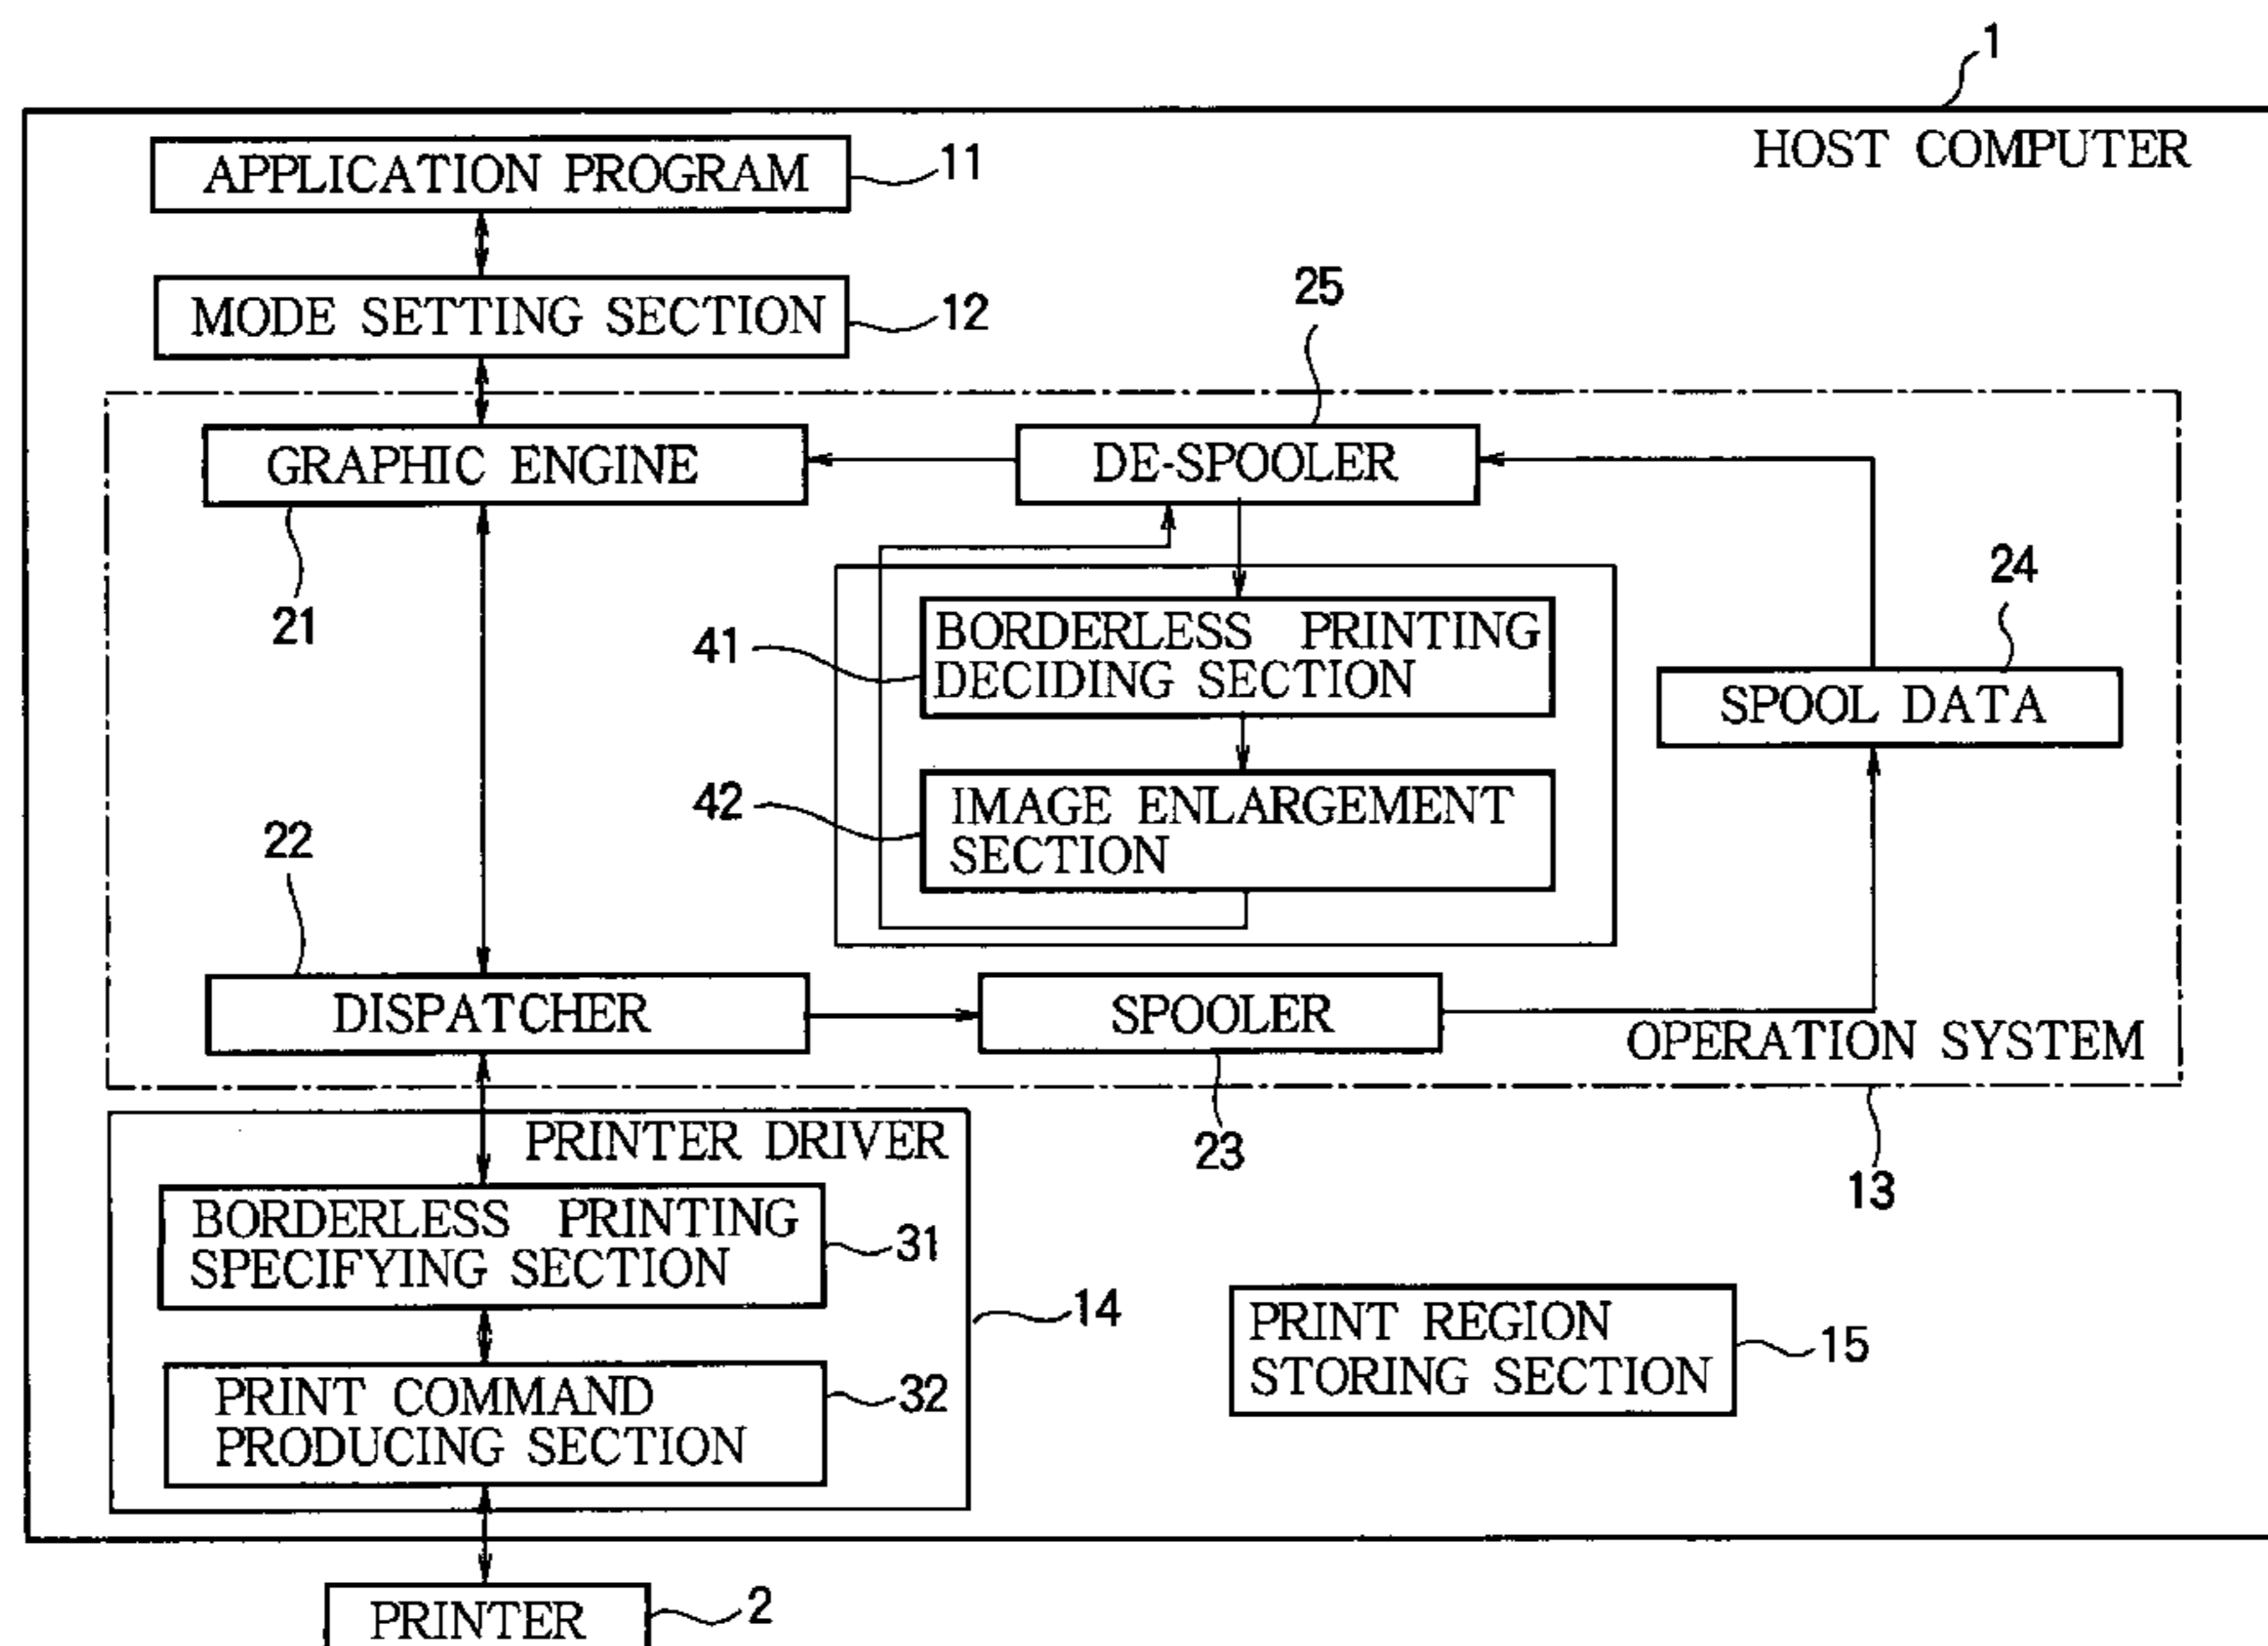 1
HOST COMPUTER
APPLICATION PROGRAM
11
MODE SETTING SECTION
12
25
GRAPHIC ENGINE
21
DE-SPOOLER
24
41
BORDERLESS PRINTING
DECIDING SECTION
SPOOL DATA
42
IMAGE ENLARGEMENT
SECTION
22
DISPATCHER
SPOOLER
23
OPERATION SYSTEM
13
PRINTER DRIVER
BORDERLESS PRINTING
SPECIFYING SECTION
31
14
PRINT COMMAND
PRODUCING SECTION
32
PRINT REGION
STORING SECTION
15
PRINTER
2